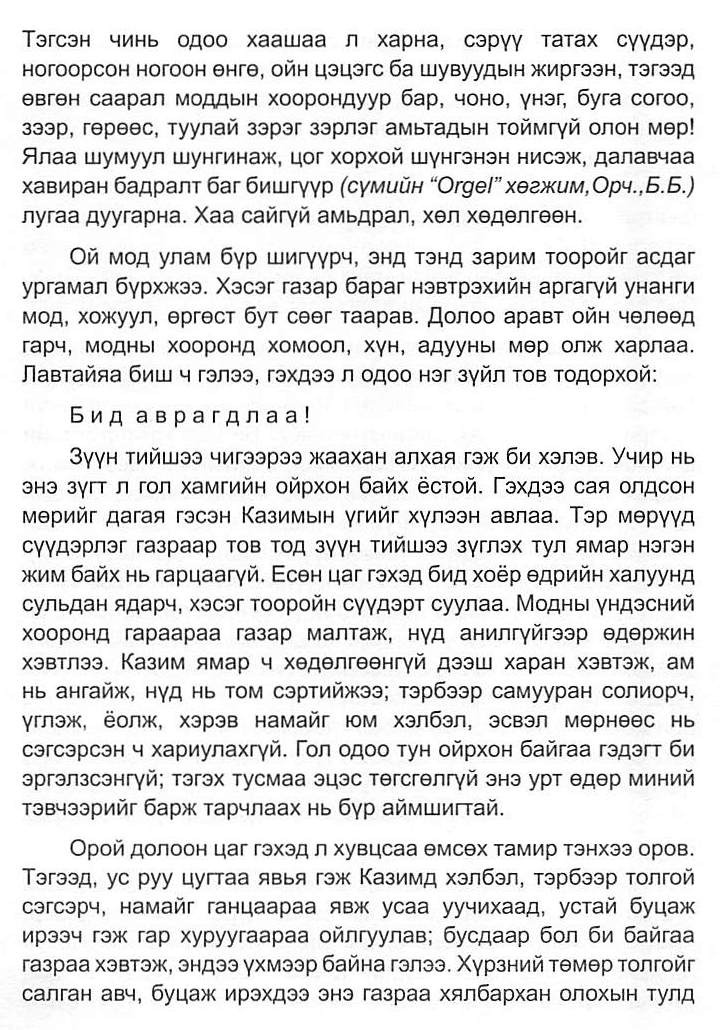 Тэгсэн чинь одоо хаашаа л харна, сэрүү татах сүүдэр,
ногоорсон ногоон өнгө, ойн цэцэгс ба шувуудын жиргээн, тэгээд
өвгөн саарал моддын хоорондуур бар, чоно, үнэг, буга согоо,
зээр, гөрөөс, туулай зэрэг зэрлэг амьтадын тоймгүй олон мөр!
Ялаа шумуул шунгинаж, цог хорхой шүнгэнэн нисэж, далавчаа
хавиран бадралт баг бишгүүр (сүмийн “Orgel” хөгжим,Орч.,Б.Б.)
лугаа дуугарна. Хаа сайгүй амьдрал, хөл хөдөлгөөн.
Ой мод улам бүр шигүүрч, энд тэнд зарим тооройг асдаг
ургамал бүрхжээ. Хэсэг газар бараг нэвтрэхийн аргагүй унанги
мод, хожуул, өргөст бут сөөг таарав. Долоо аравт ойн чөлөөд
гарч, модны хооронд хомоол, хүн, адууны мөр олж харлаа.
Лавтайяа биш ч гэлээ, гэхдээ л одоо нэг зүйл тов тодорхой:
Б и д а в р а г д л а а !
Зүүн тийшээ чигээрээ жаахан алхая гэж би хэлэв. Учир нь
энэ зүгт л гол хамгийн ойрхон байх ёстой. Гэхдээ сая олдсон
мөрийг дагая гэсэн Казимын үгийг хүлээн авлаа. Тэр мөрүүд
сүүдэрлэг газраар тов тод зүүн тийшээ зүглэх тул ямар нэгэн
жим байх нь гарцаагүй. Есөн цаг гэхэд бид хоёр өдрийн халуунд
сульдан ядарч, хэсэг тооройн сүүдэрт суулаа. Модны үндэсний
хооронд гараараа газар малтаж, нүд анилгүйгээр өдөржин
хэвтлээ. Казим ямар ч хөдөлгөөнгүй дээш харан хэвтэж, ам
нь ангайж, нүд нь том сэртийжээ; тэрбээр самууран солиорч,
үглэж, ёолж, хэрэв намайг юм хэлбэл, эсвэл мөрнөөс нь
сэгсэрсэн ч хариулахгүй. Гол одоо тун ойрхон байгаа гэдэгт би
эргэлзсэнгүй; тэгэх тусмаа эцэс төгсгөлгүй энэ урт өдөр миний
тэвчээрийг барж тарчлаах нь бүр аймшигтай.
Орой долоон цаг гэхэд л хувцсаа өмсөх тамир тэнхээ оров.
Тэгээд, ус руу цугтаа явья гэж Казимд хэлбэл, тэрбээр толгой
сэгсэрч, намайг ганцаараа явж усаа уучихаад, устай буцаж
ирээч гэж гар хуруугаараа ойлгуулав; бусдаар бол би байгаа
газраа хэвтэж, эндээ үхмээр байна гэлээ. Хүрзний төмөр толгойг
салган авч, буцаж ирэхдээ энэ газраа хялбархан олохын тулд